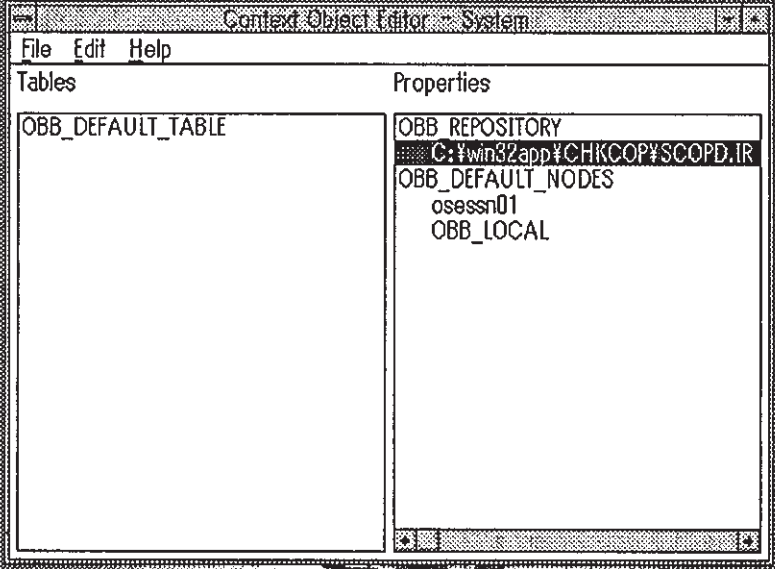 Context Object Editor - System
File Edit Help
Tables
Properties
OBB_DEFAULT_TABLE
OBB_REPOSITORY
C:¥win32app¥CHKCOP¥SCOPD.IR
OBB_DEFAULT_NODES
osessn01
OBB_LOCAL